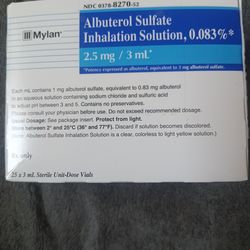 NDC 0378-8270-52
Mylan®
Albuterol Sulfate
Inhalation Solution, 0.083%*
2.5 mg / 3 mL*
*Potency expressed as albuterol, equivalent to 3 mg albuterol sulfate.
Each mL contains 1 mg albuterol sulfate, equivalent to 0.83 mg albuterol
in an aqueous solution containing sodium chloride and sulfuric acid
to adjust pH between 3 and 5. Contains no preservatives.
Please consult your physician before use. Do not exceed recommended dosage.
Usual Dosage: See package insert. Protect from light.
Store between 2° and 25°C (36° and 77°F). Discard if solution becomes discolored.
(Note: Albuterol Sulfate Inhalation Solution is a clear, colorless to light yellow solution.)
Rx only
25 x 3 mL Sterile Unit-Dose Vials